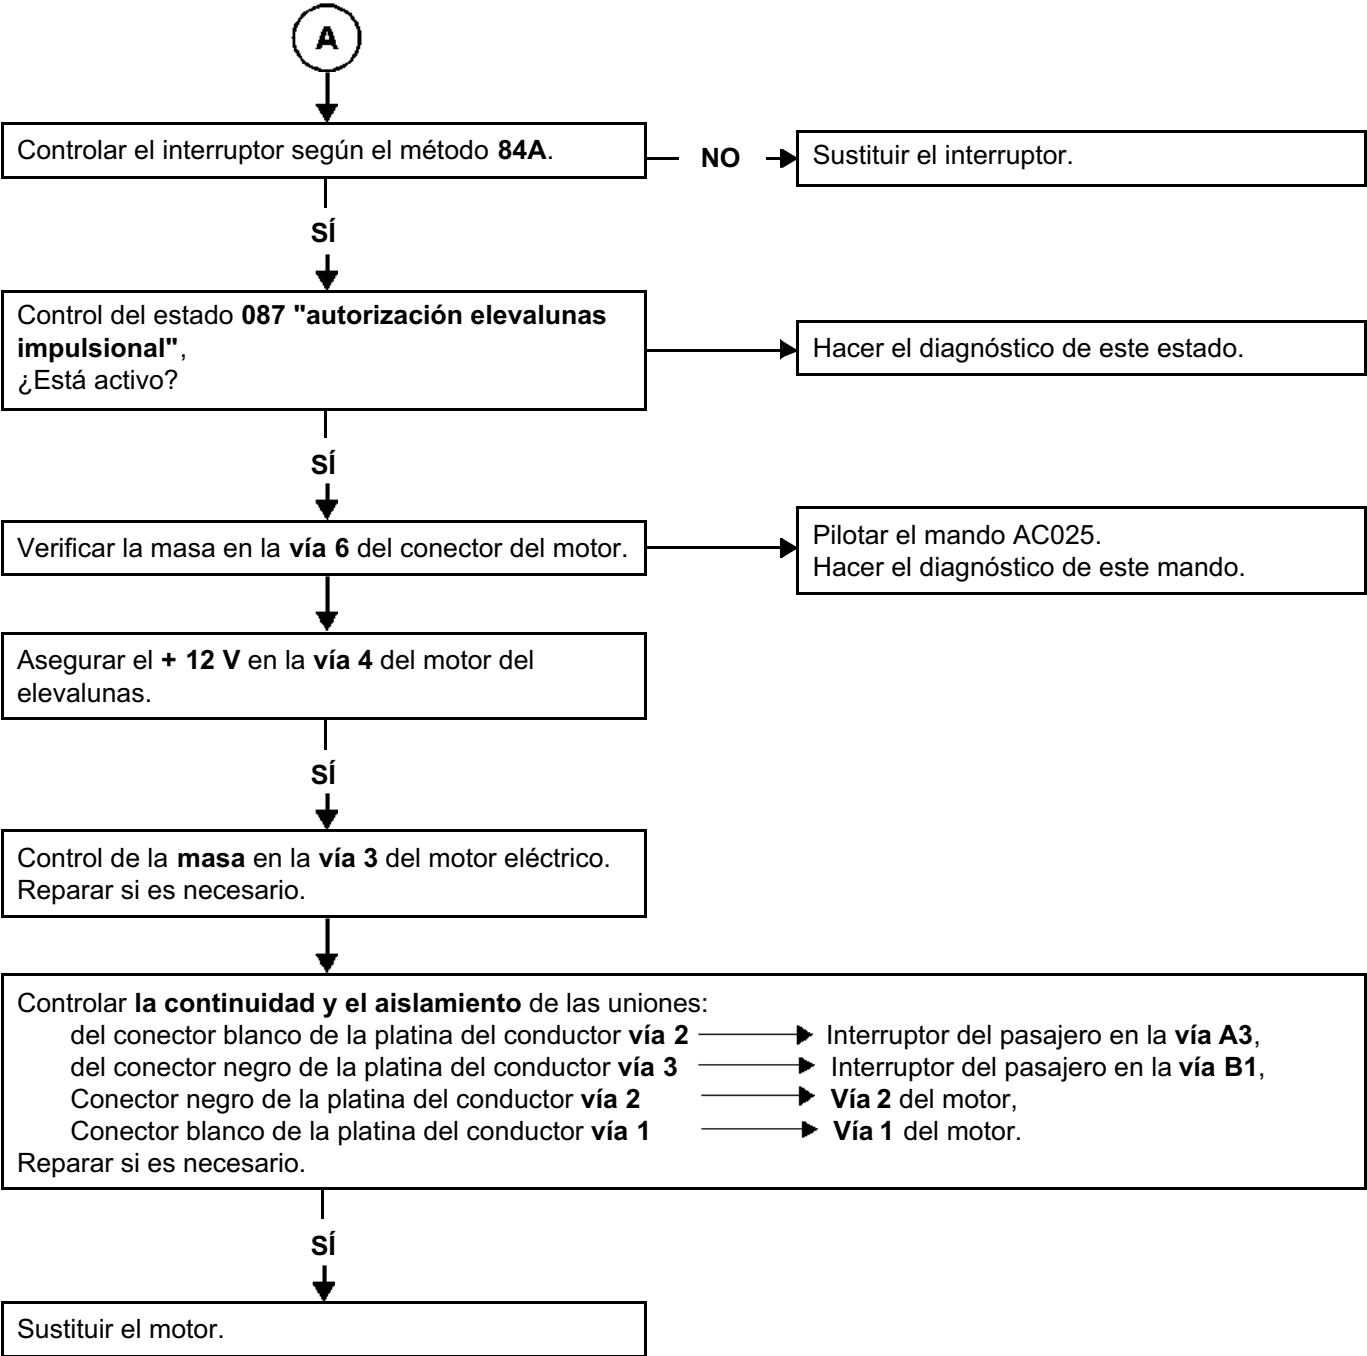 A
Controlar el interruptor según el método 84A.
NO
Sustituir el interruptor.
SÍ
Control del estado 087 "autorización elevalunas
impulsional",
¿Está activo?
Hacer el diagnóstico de este estado.
SÍ
Verificar la masa en la vía 6 del conector del motor.
Pilotar el mando AC025.
Hacer el diagnóstico de este mando.
Asegurar el + 12 V en la vía 4 del motor del
elevalunas.
SÍ
Control de la masa en la vía 3 del motor eléctrico.
Reparar si es necesario.
Controlar la continuidad y el aislamiento de las uniones:
del conector blanco de la platina del conductor vía 2 Interruptor del pasajero en la vía A3,
del conector negro de la platina del conductor vía 3 Interruptor del pasajero en la vía B1,
Conector negro de la platina del conductor vía 2 Vía 2 del motor,
Conector blanco de la platina del conductor vía 1 Vía 1 del motor.
Reparar si es necesario.
SÍ
Sustituir el motor.